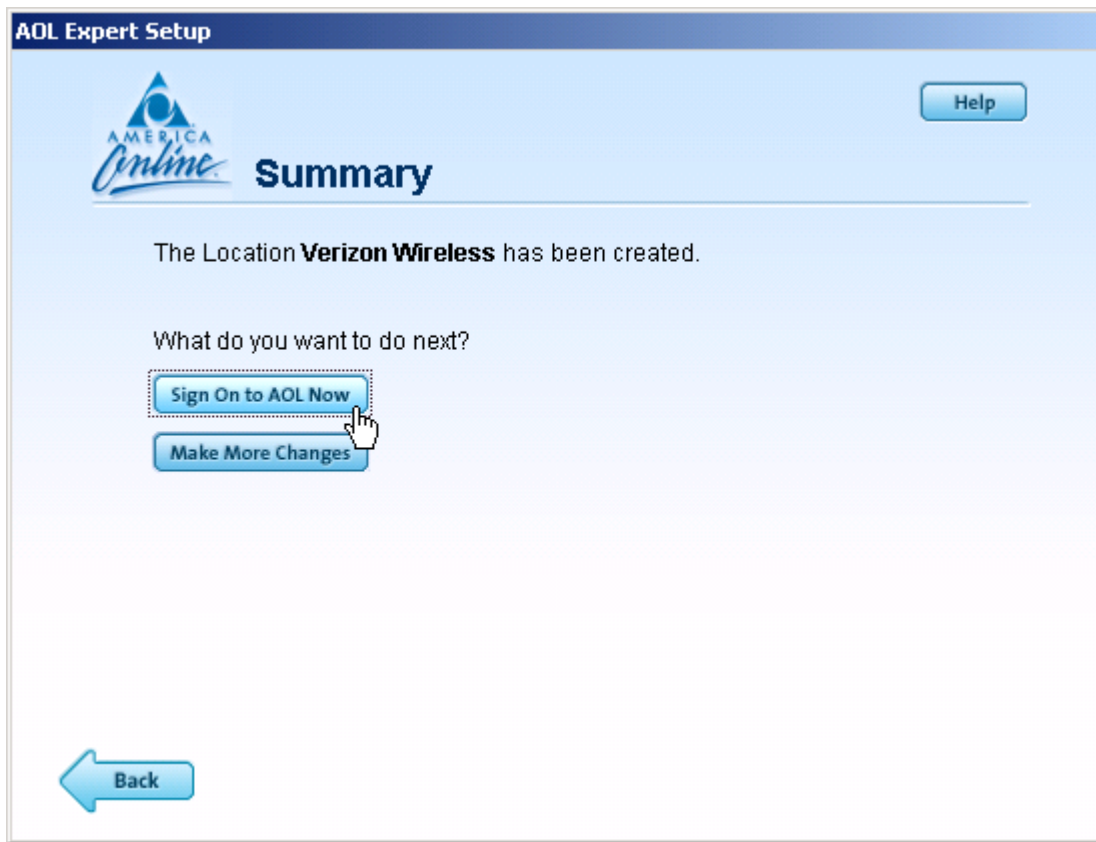 AOL Expert Setup
Help
AMERICA
Online
Summary
The Location Verizon Wireless has been created.
What do you want to do next?
Sign On to AOL Now
Make More Changes
Back